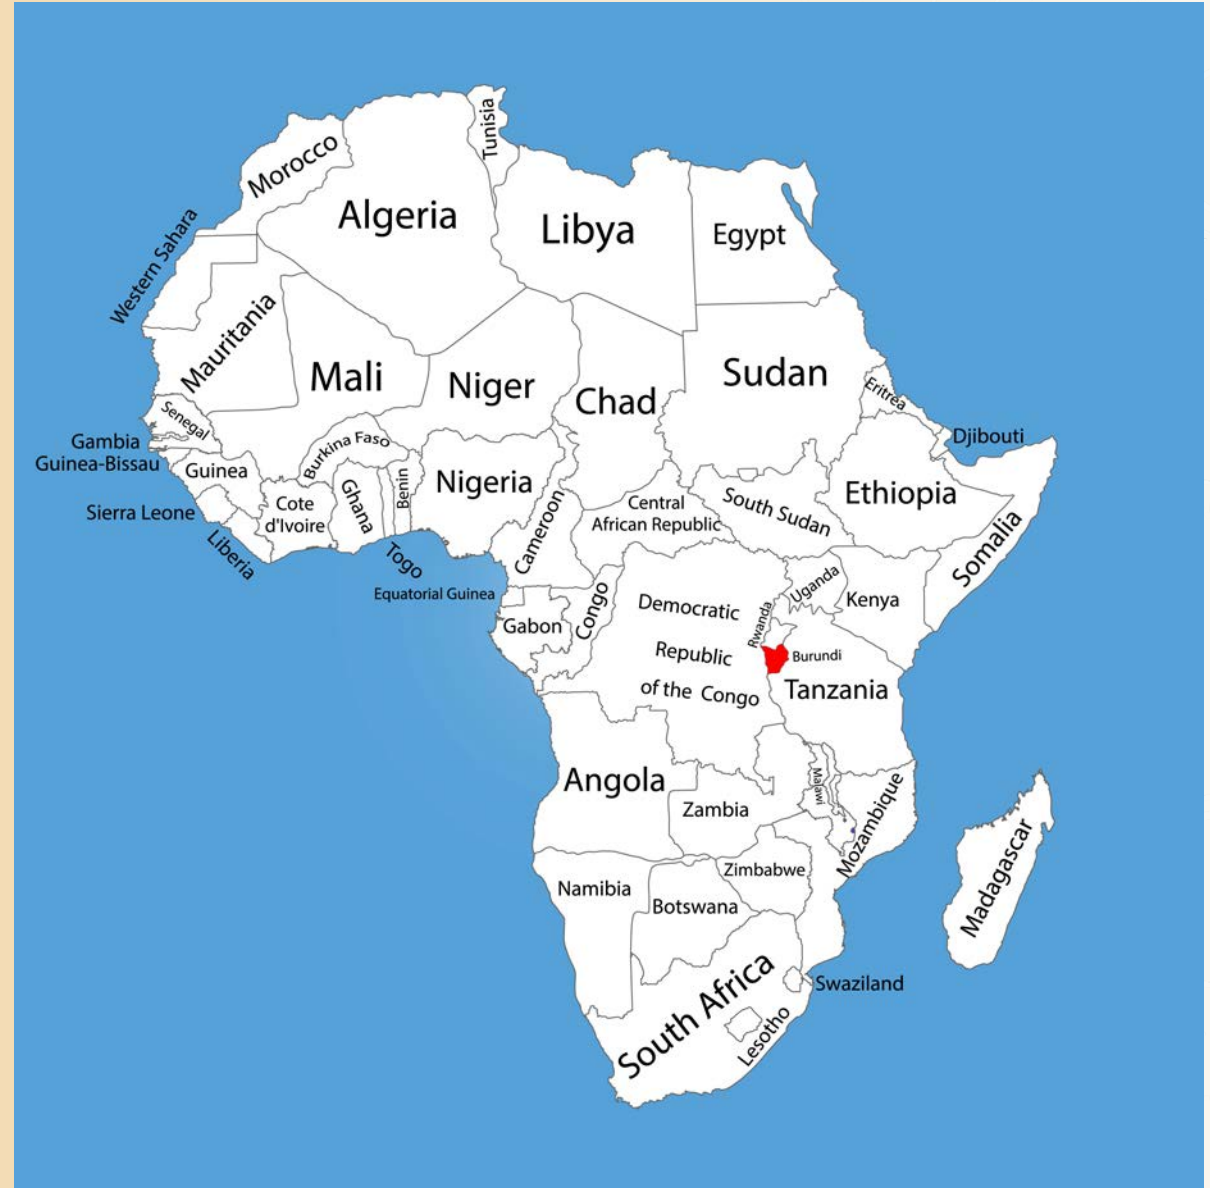 Tunisia
Morocco
Algeria
Libya
Egypt
Western Sahara
Mauritania
Mali
Niger
Chad
Sudan
Eritrea
Senegal
Gambia
Guinea-Bissau
Guinea
Burkina Faso
Djibouti
Sierra Leone
Cote
d'Ivoire
Ghana
Benin
Nigeria
Cameroon
Central
African Republic
South Sudan
Ethiopia
Somalia
Liberia
Togo
Equatorial Guinea
Gabon
Congo
Democratic
Republic
of the Congo
Rwanda
Uganda
Kenya
Burundi
Tanzania
Angola
Zambia
Malawi
Mozambique
Namibia
Botswana
Zimbabwe
Madagascar
South Africa
Swaziland
Lesotho